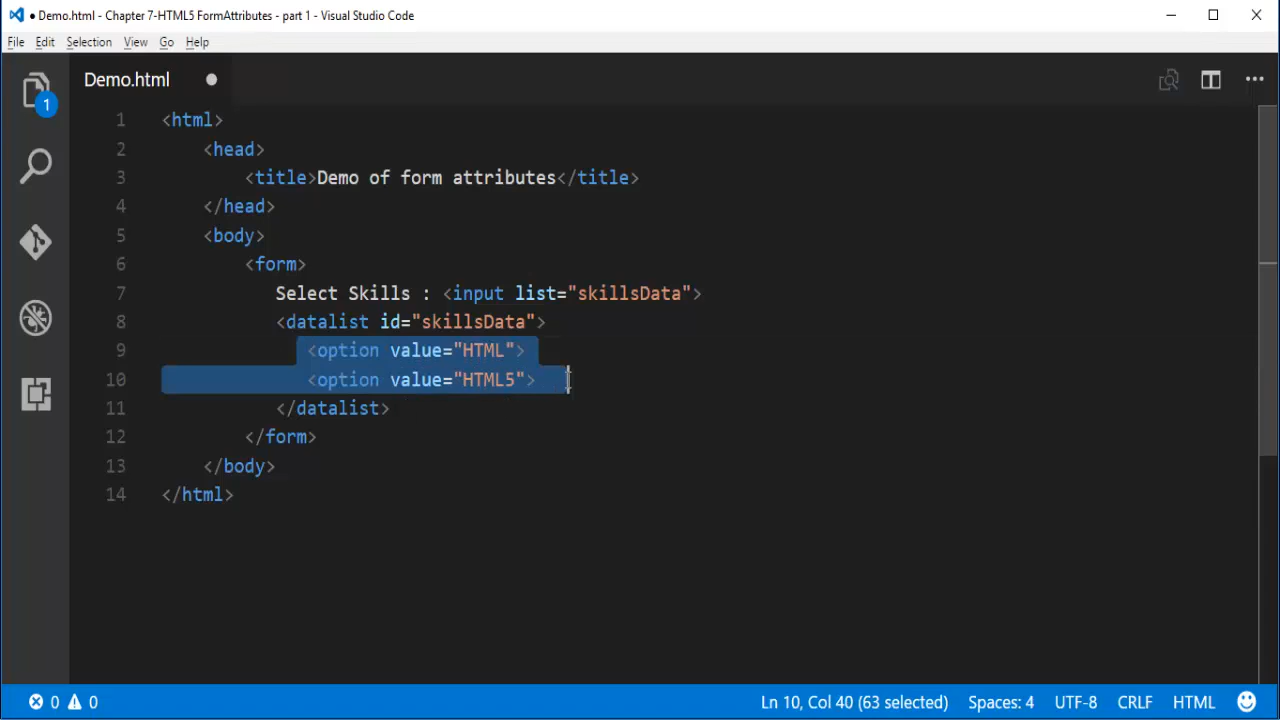 ● Demo.html - Chapter 7-HTML5 FormAttributes - part 1 - Visual Studio Code
File Edit Selection View Go Help
Demo.html
1
1 <html>
2 <head>
3 <title>Demo of form attributes</title>
4 </head>
5 <body>
6 <form>
7 Select Skills : <input list="skillsData">
8 <datalist id="skillsData">
9 <option value="HTML">
10 <option value="HTML5">
11 </datalist>
12 </form>
13 </body>
14 </html>
0 0 Ln 10, Col 40 (63 selected) Spaces: 4 UTF-8 CRLF HTML